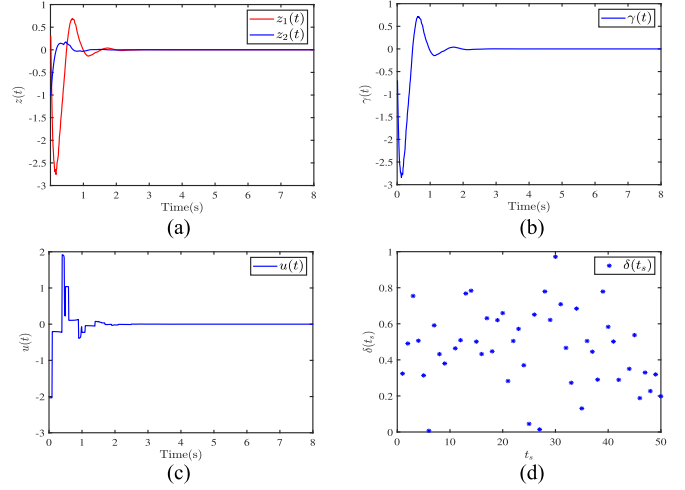 1
0.5
0
-0.5
-1
-1.5
-2
-2.5
-3
z(t)
z₁(t)
z₂(t)
0 1 2 3 4 5 6 7 8
Time(s)
(a)
1
0.5
0
-0.5
-1
-1.5
-2
-2.5
-3
γ(t)
γ(t)
0 1 2 3 4 5 6 7 8
Time(s)
(b)
2
1
0
-1
-2
-3
u(t)
u(t)
0 1 2 3 4 5 6 7 8
Time(s)
(c)
1
0.8
0.6
0.4
0.2
0
δ(tₛ)
δ(tₛ)
0 10 20 30 40 50
tₛ
(d)